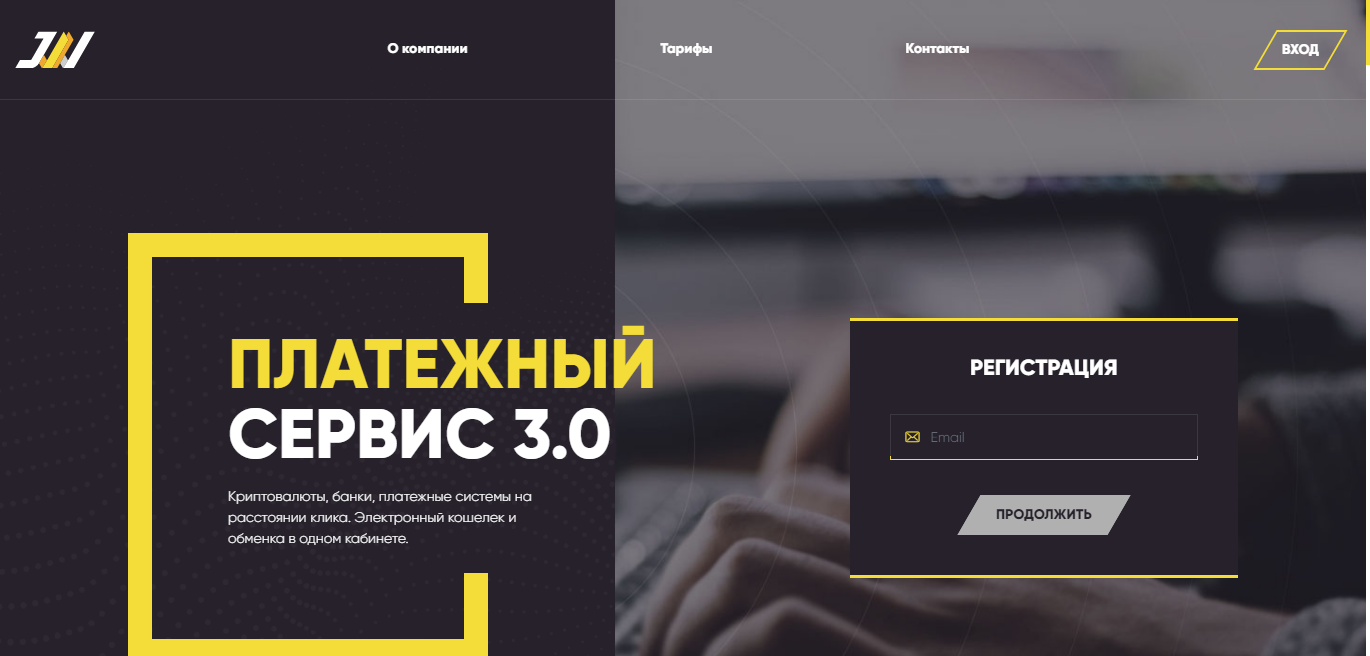 JW
О компании
Тарифы
Контакты
ВХОД
ПЛАТЕЖНЫЙ
СЕРВИС 3.0
Криптовалюты, банки, платежные системы на
расстоянии клика. Электронный кошелек и
обменка в одном кабинете.
РЕГИСТРАЦИЯ
Email
ПРОДОЛЖИТЬ